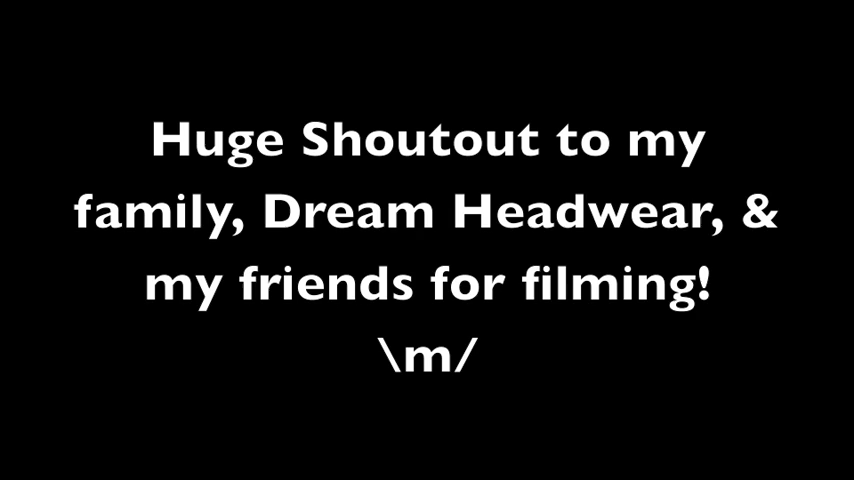 Huge Shoutout to my
family, Dream Headwear, &
my friends for filming!
\m/